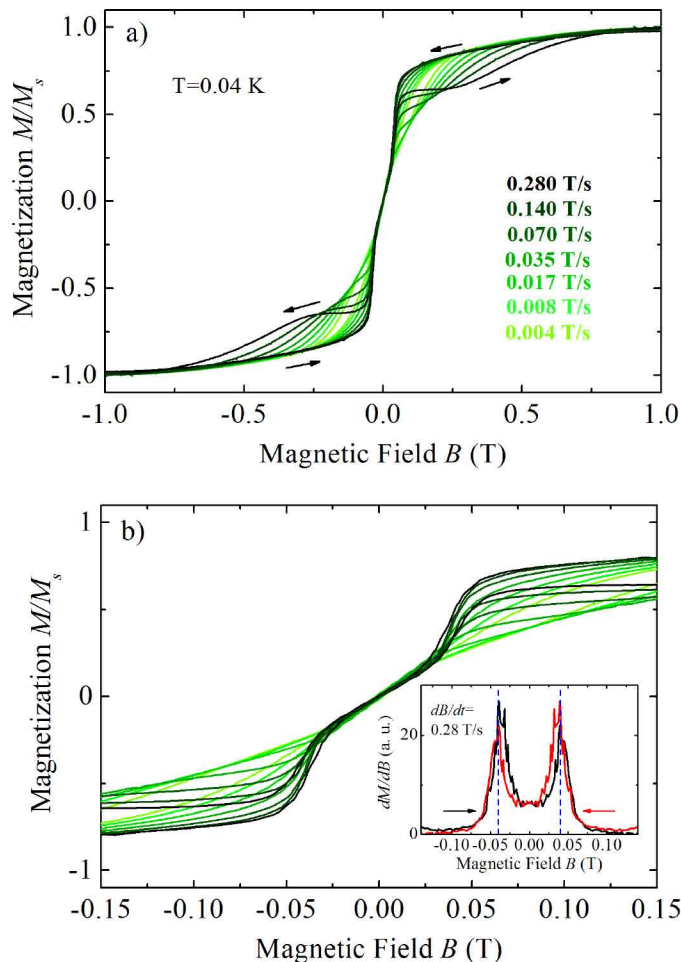 a)
T=0.04 K
0.280 T/s
0.140 T/s
0.070 T/s
0.035 T/s
0.017 T/s
0.008 T/s
0.004 T/s
Magnetization M/Ms
1.0
0.5
0.0
-0.5
-1.0
-1.0 -0.5 0.0 0.5 1.0
Magnetic Field B (T)
b)
Magnetization M/Ms
1
0
-1
dB/dt=
0.28 T/s
dM/dB (a. u.)
20
0
-0.10 -0.05 0.00 0.05 0.10
Magnetic Field B (T)
-0.15 -0.10 -0.05 0.00 0.05 0.10 0.15
Magnetic Field B (T)